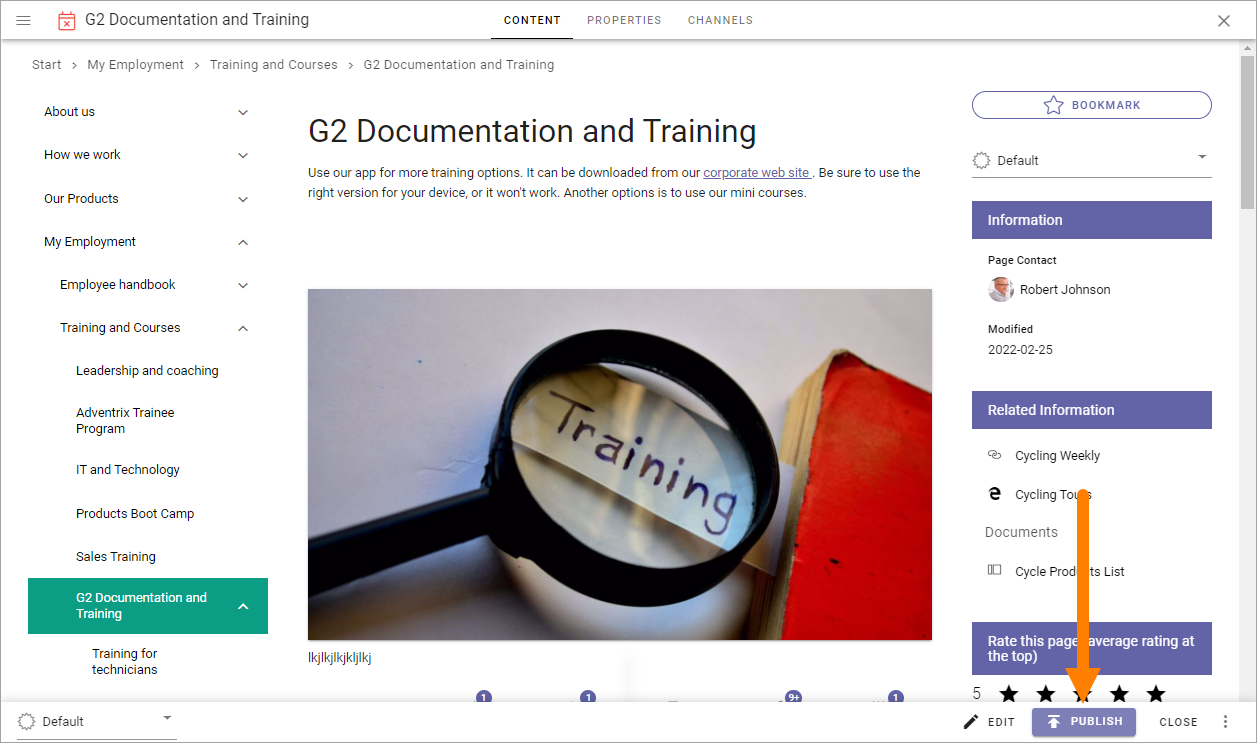 G2 Documentation and Training
CONTENT PROPERTIES CHANNELS
Start > My Employment > Training and Courses > G2 Documentation and Training
About us
How we work
Our Products
My Employment
Employee handbook
Training and Courses
Leadership and coaching
Adventrix Trainee
Program
IT and Technology
Products Boot Camp
Sales Training
G2 Documentation and
Training
Training for
technicians
G2 Documentation and Training
Use our app for more training options. It can be downloaded from our corporate web site . Be sure to use the
right version for your device, or it won't work. Another options is to use our mini courses.
Training
lkjlkjlkjkljlkj
1 1 9+ 1
BOOKMARK
Default
Information
Page Contact
Robert Johnson
Modified
2022-02-25
Related Information
Cycling Weekly
Cycling Tours
Documents
Cycle Products List
Rate this page (average rating at
the top)
5
Default
EDIT PUBLISH CLOSE